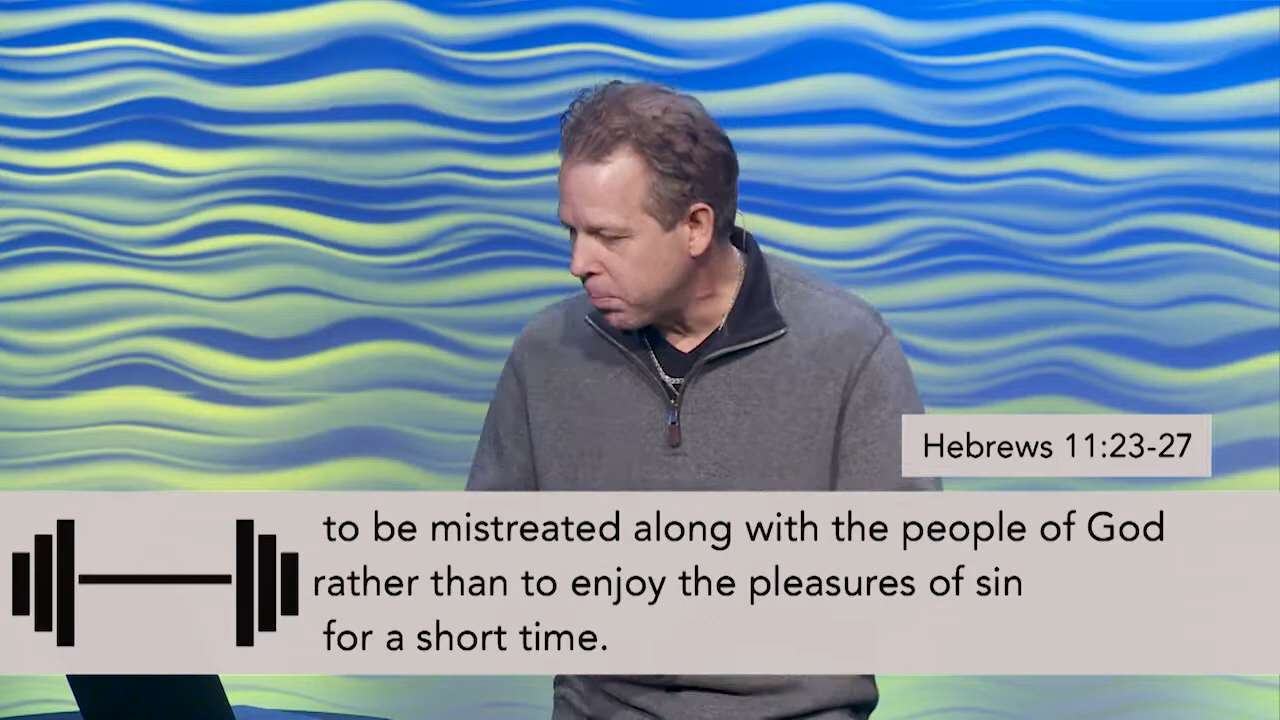 Hebrews 11:23-27
to be mistreated along with the people of God
rather than to enjoy the pleasures of sin
for a short time.